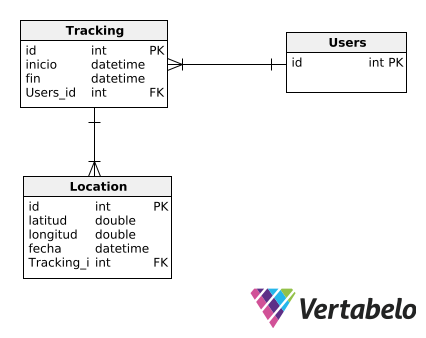 Tracking
id int PK
inicio datetime
fin datetime
Users_id int FK
Users
id int PK
Location
id int PK
latitud double
longitud double
fecha datetime
Tracking_i int FK
Vertabelo